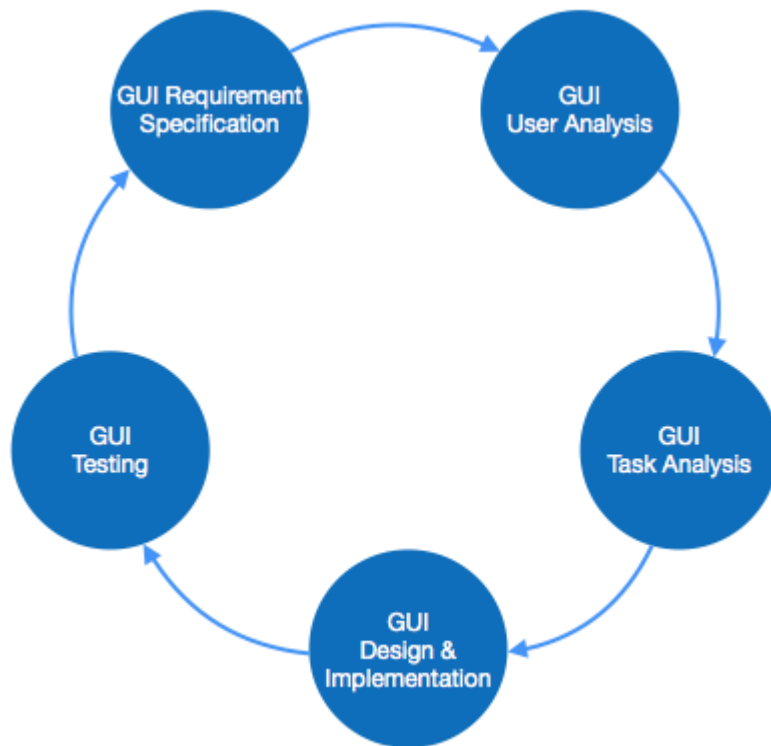 GUI Requirement
Specification
GUI
User Analysis
GUI
Task Analysis
GUI
Design &
Implementation
GUI
Testing